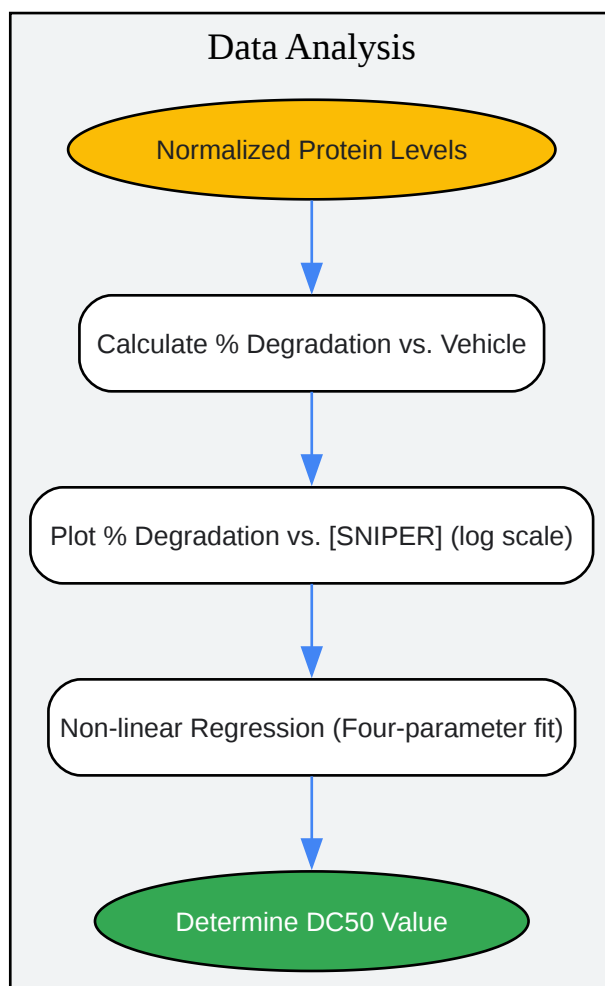 Data Analysis
Normalized Protein Levels
Calculate % Degradation vs. Vehicle
Plot % Degradation vs. [SNIPER] (log scale)
Non-linear Regression (Four-parameter fit)
Determine DC50 Value